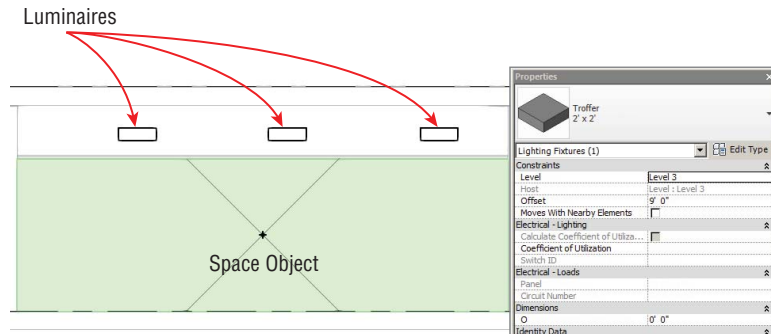 Luminaires
Space Object
Properties
Troffer
2' x 2'
Lighting Fixtures (1)
Edit Type
Constraints
Level Level 3
Host Level : Level 3
Offset 9' 0"
Moves With Nearby Elements
Electrical - Lighting
Calculate Coefficient of Utiliza...
Coefficient of Utilization
Switch ID
Electrical - Loads
Panel
Circuit Number
Dimensions
O 0' 0"
Identity Data